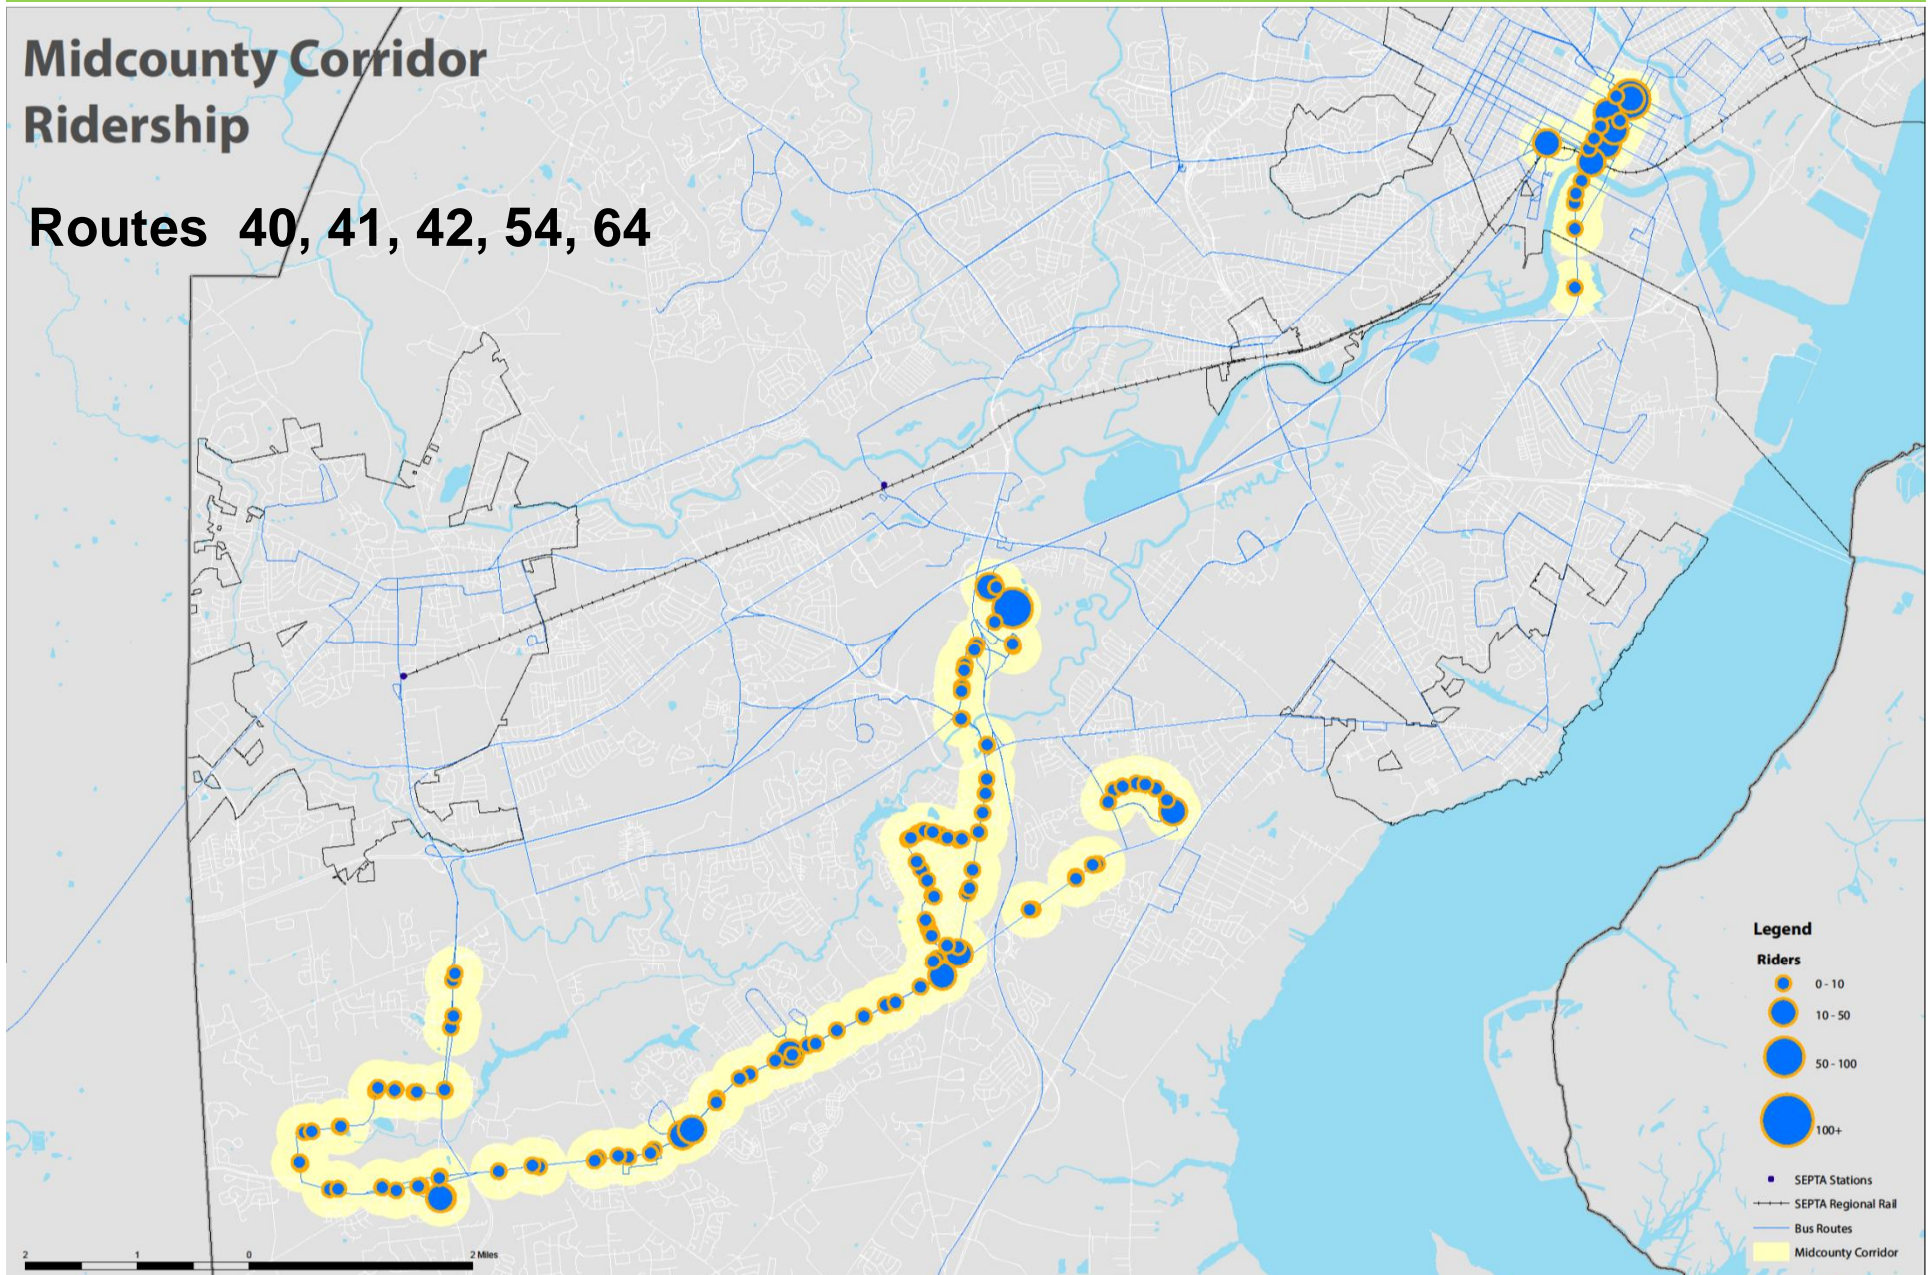 Midcounty Corridor
Ridership
Routes 40, 41, 42, 54, 64
Legend
Riders
0 - 10
10 - 50
50 - 100
100+
SEPTA Stations
SEPTA Regional Rail
Bus Routes
Midcounty Corridor
2 1 0 2 Miles